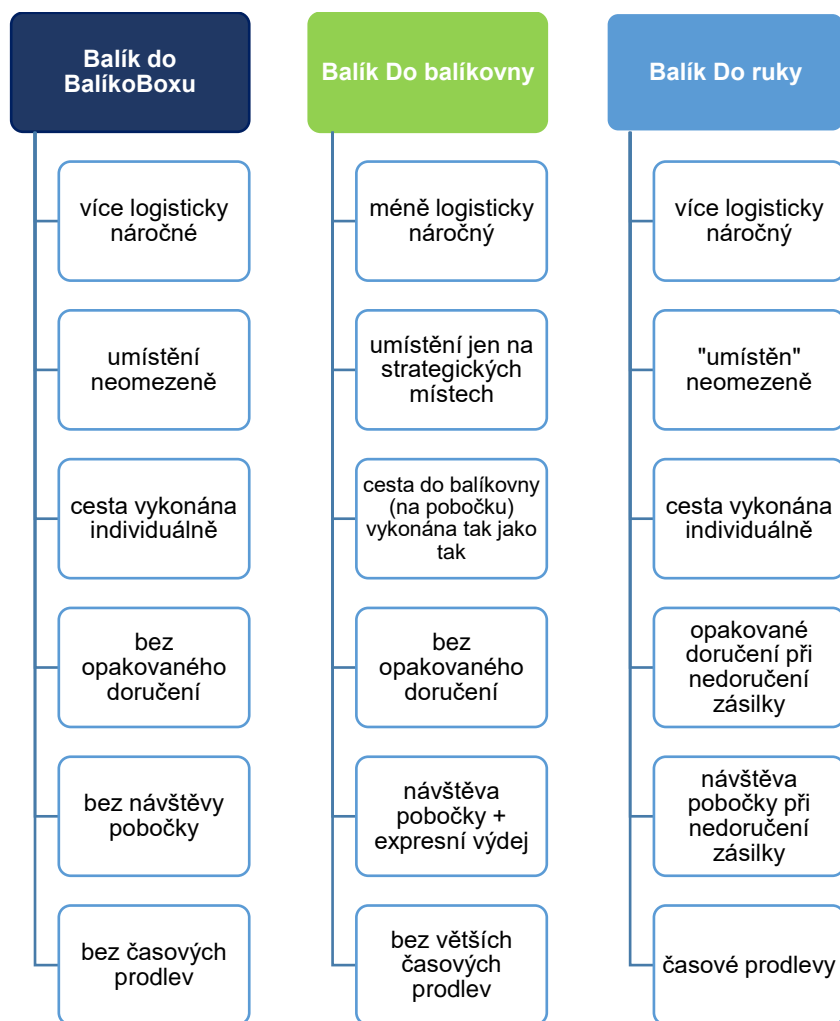 Balík do
BalíkoBoxu
více logisticky
náročné
umístění
neomezeně
cesta vykonána
individuálně
bez
opakovaného
doručení
bez návštěvy
pobočky
bez časových
prodlev
Balík Do balíkovny
méně logisticky
náročný
umístění jen na
strategických
místech
cesta do balíkovny
(na pobočku)
vykonána tak jako
tak
bez
opakovaného
doručení
návštěva
pobočky +
expresní výdej
bez větších
časových
prodlev
Balík Do ruky
více logisticky
náročný
"umístěn"
neomezeně
cesta vykonána
individuálně
opakované
doručení při
nedoručení
zásilky
návštěva
pobočky při
nedoručení
zásilky
časové prodlevy